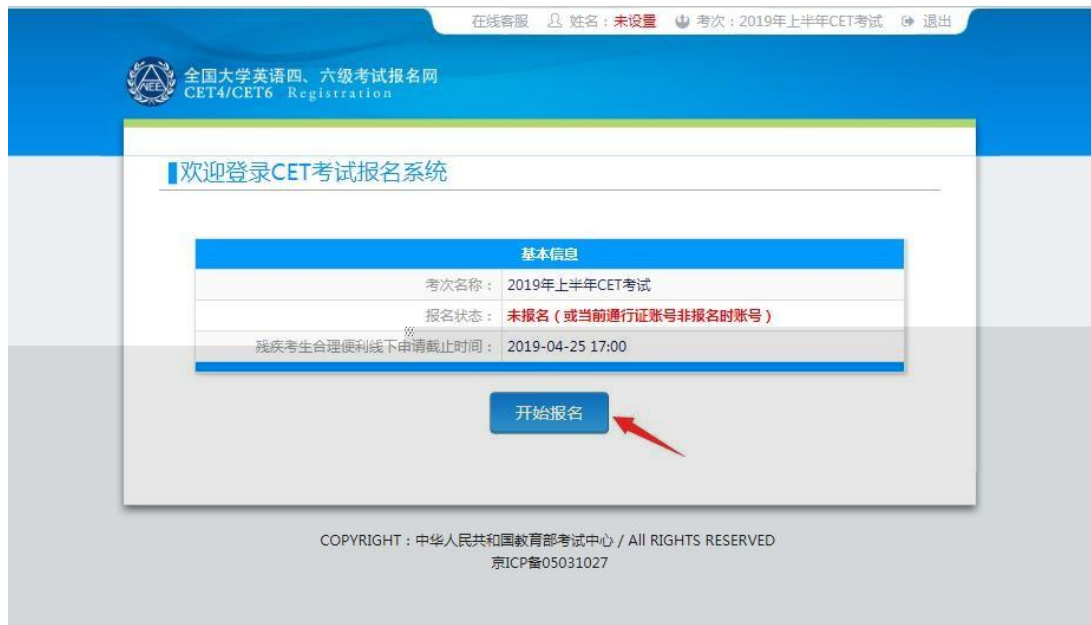 在线客服 姓名：未设置 考次：2019年上半年CET考试 退出
NEEA
全国大学英语四、六级考试报名网
CET4/CET6 Registration
欢迎登录CET考试报名系统
基本信息
考次名称： 2019年上半年CET考试
报名状态： 未报名（或当前通行证账号非报名时账号）
残疾考生合理便利线下申请截止时间： 2019-04-25 17:00
开始报名
COPYRIGHT：中华人民共和国教育部考试中心 / All RIGHTS RESERVED
京ICP备05031027